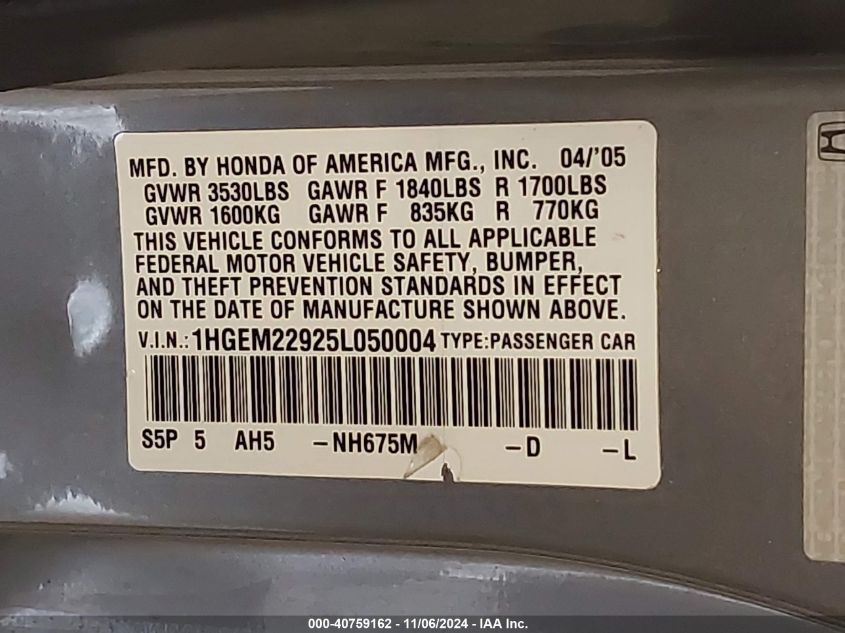 MFD. BY HONDA OF AMERICA MFG., INC. 04/'05
GVWR 3530LBS GAWR F 1840LBS R 1700LBS
GVWR 1600KG GAWR F 835KG R 770KG
THIS VEHICLE CONFORMS TO ALL APPLICABLE
FEDERAL MOTOR VEHICLE SAFETY, BUMPER,
AND THEFT PREVENTION STANDARDS IN EFFECT
ON THE DATE OF MANUFACTURE SHOWN ABOVE.
V.I.N.: 1HGEM22925L050004 TYPE:PASSENGER CAR
S5P 5 AH5 -NH675M -D -L
000-40759162 - 11/06/2024 - IAA Inc.